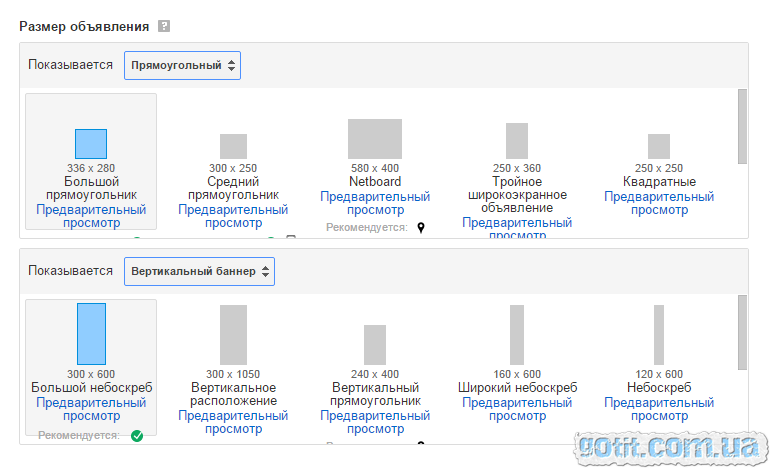 Размер объявления ?
Показывается Прямоугольный
336 x 280
Большой
прямоугольник
Предварительный
просмотр
300 x 250
Средний
прямоугольник
Предварительный
просмотр
580 x 400
Netboard
Предварительный
просмотр
Рекомендуется:
250 x 360
Тройное
широкоэкранное
объявление
Предварительный
просмотр
250 x 250
Квадратные
Предварительный
просмотр
Показывается Вертикальный баннер
300 x 600
Большой небоскреб
Предварительный
просмотр
Рекомендуется:
300 x 1050
Вертикальное
расположение
Предварительный
просмотр
240 x 400
Вертикальный
прямоугольник
Предварительный
просмотр
160 x 600
Широкий небоскреб
Предварительный
просмотр
120 x 600
Небоскреб
Предварительный
просмотр
gofit.com.ua